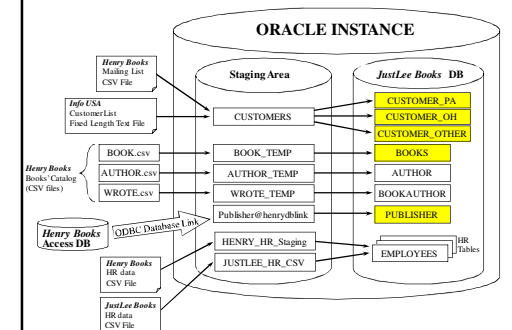 ORACLE INSTANCE
Henry Books
Mailing List
CSV File
Info USA
CustomerList
Fixed Length Text File
Henry Books
Books' Catalog
(CSV files)
BOOK.csv
AUTHOR.csv
WROTE.csv
Henry Books
Access DB
ODBC Database Link
Henry Books
HR data
CSV File
JustLee Books
HR data
CSV File
Staging Area
CUSTOMERS
BOOK_TEMP
AUTHOR_TEMP
WROTE_TEMP
Publisher@henrydblink
HENRY_HR_Staging
JUSTLEE_HR_CSV
JustLee Books DB
CUSTOMER_PA
CUSTOMER_OH
CUSTOMER_OTHER
BOOKS
AUTHOR
BOOKAUTHOR
PUBLISHER
EMPLOYEES
HR
Tables